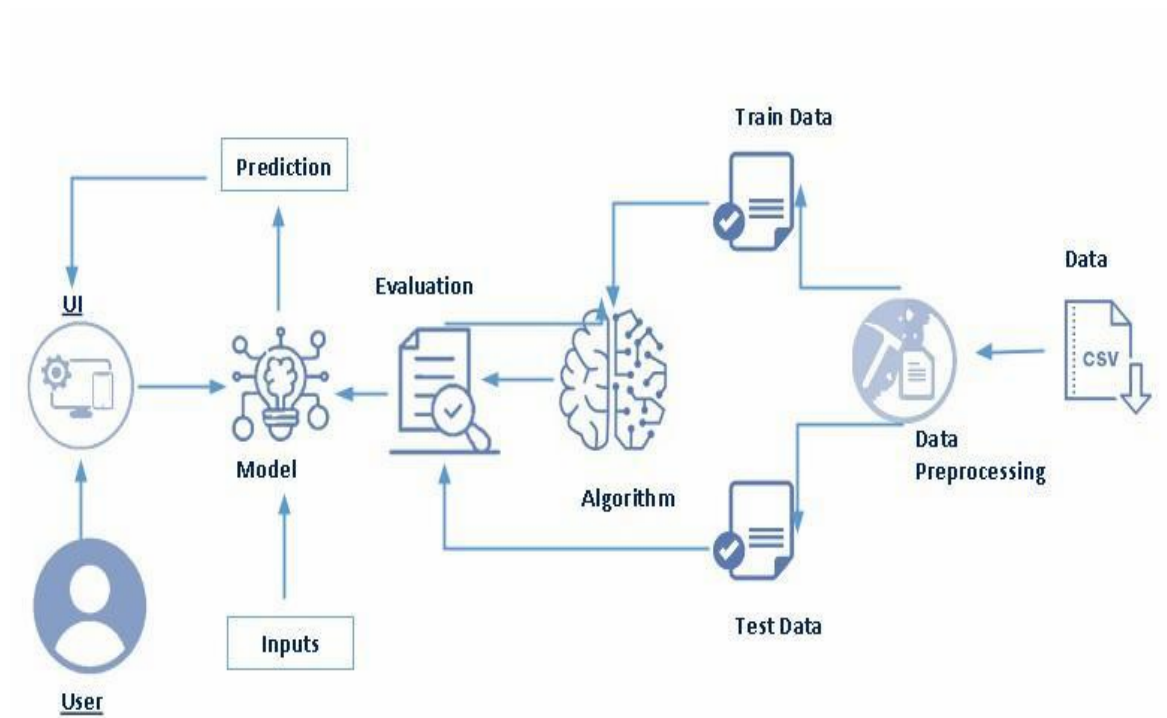 Train Data
Prediction
Data
Evaluation
UI
CSV
Data
Preprocessing
Model
Algorithm
Test Data
Inputs
User